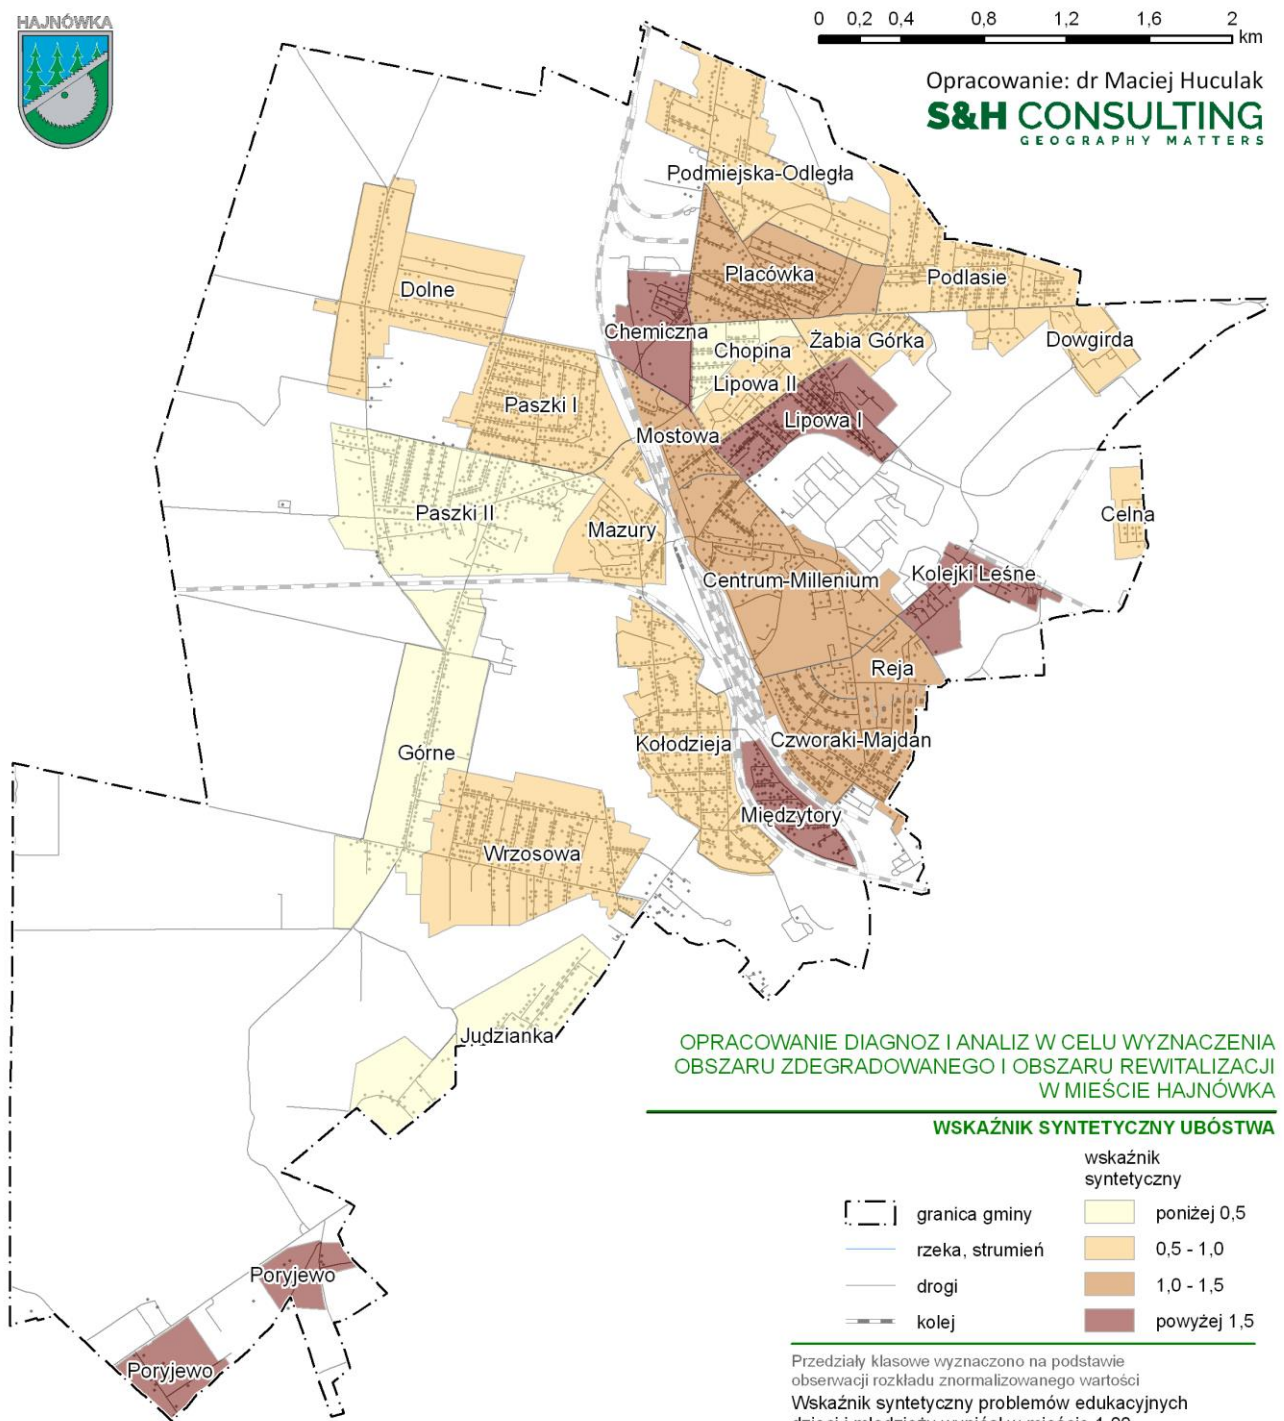 HAJNÓWKA
0 0,2 0,4 0,8 1,2 1,6 2
km
Opracowanie: dr Maciej Huculak
S&H CONSULTING
GEOGRAPHY MATTERS
Podmiejska-Odległa
Placówka
Podlasie
Dolne
Chemiczna
Chopina
Żabia Górka
Dowgirda
Lipowa II
Paszki I
Lipowa I
Mostowa
Paszki II
Celna
Mazury
Centrum-Millenium
Kolejki Leśne
Reja
Górne
Kołodzieja
Czworaki-Majdan
Międzytory
Wrzosowa
Judzianka
Poryjewo
Poryjewo
OPRACOWANIE DIAGNOZ I ANALIZ W CELU WYZNACZENIA
OBSZARU ZDEGRADOWANEGO I OBSZARU REWITALIZACJI
W MIEŚCIE HAJNÓWKA
WSKAŹNIK SYNTETYCZNY UBÓSTWA
wskaźnik
syntetyczny
granica gminy
poniżej 0,5
rzeka, strumień
0,5 - 1,0
drogi
1,0 - 1,5
kolej
powyżej 1,5
Przedziały klasowe wyznaczono na podstawie
obserwacji rozkładu znormalizowanego wartości
Wskaźnik syntetyczny problemów edukacyjnych